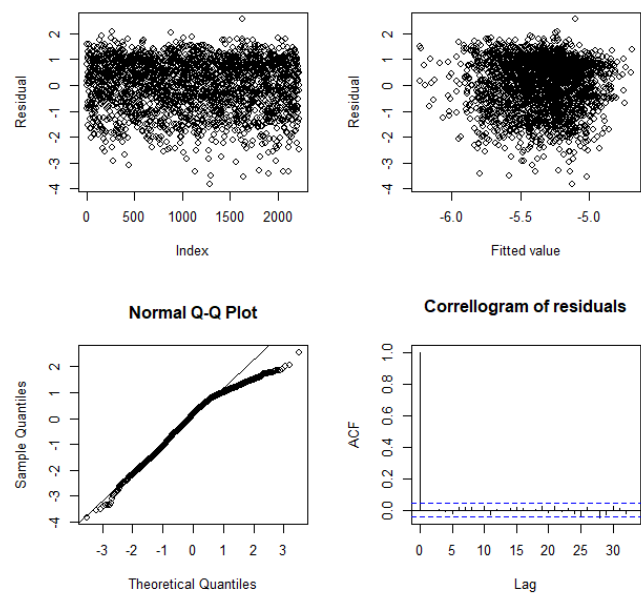 2
1
0
-1
-2
-3
-4
Residual
0 500 1000 1500 2000
Index
2
1
0
-1
-2
-3
-4
Residual
-6.0 -5.5 -5.0
Fitted value
Normal Q-Q Plot
2
1
0
-1
-2
-3
-4
Sample Quantiles
-3 -2 -1 0 1 2 3
Theoretical Quantiles
Correllogram of residuals
1.0
0.8
0.6
0.4
0.2
0.0
ACF
0 5 10 15 20 25 30
Lag